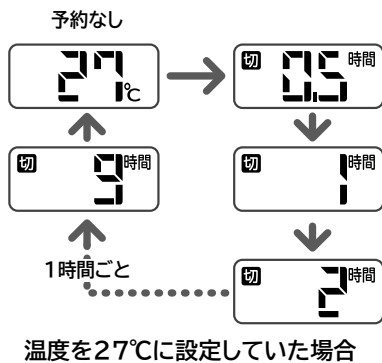 予約なし
27℃
切 0.5 時間
切 9 時間
切 1 時間
1時間ごと
切 2 時間
温度を27℃に設定していた場合